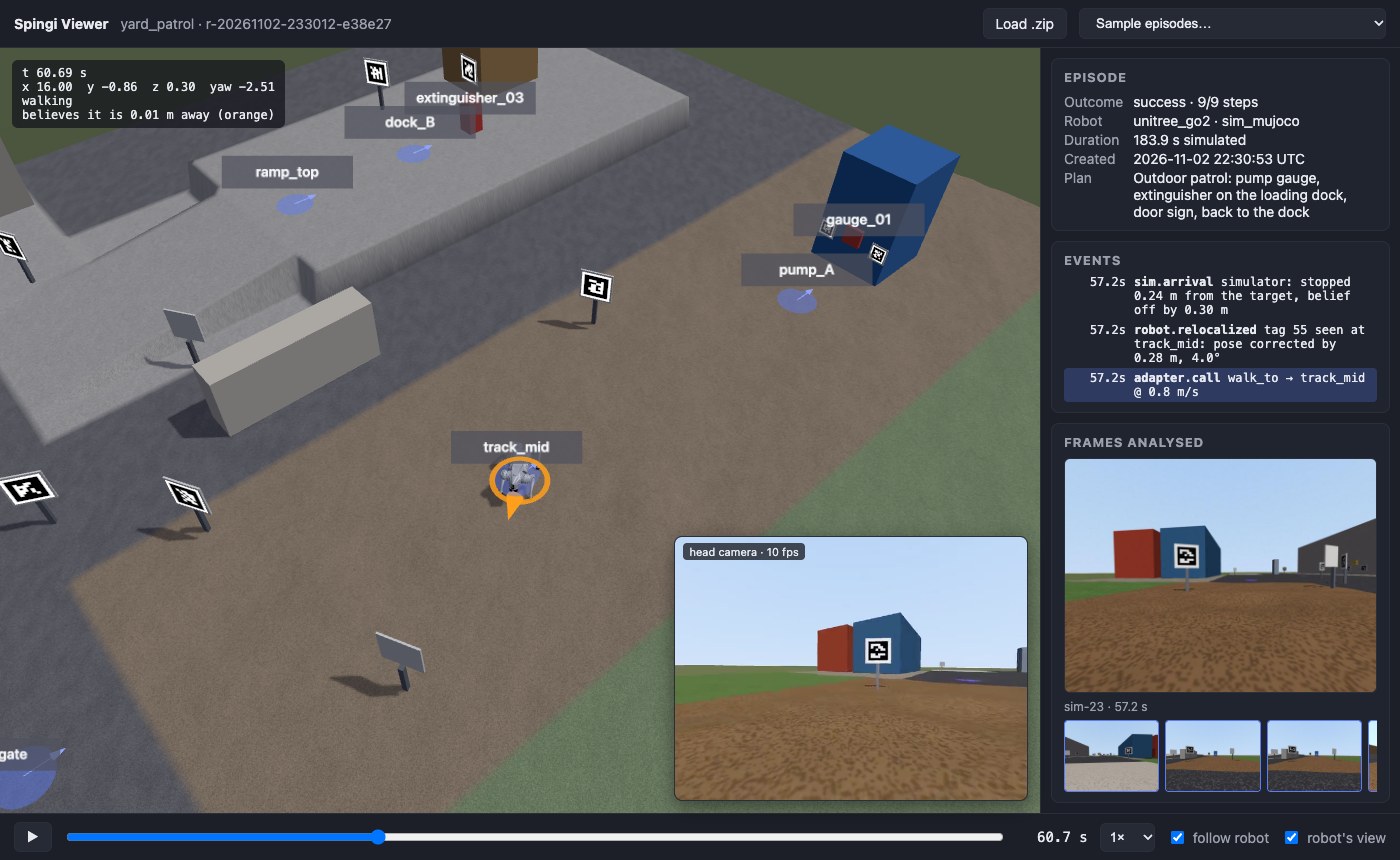 Spingi Viewer yard_patrol · r-20261102-233012-e38e27 Load .zip Sample episodes...
t 60.69 s
x 16.00 y −0.86 z 0.30 yaw −2.51
walking
believes it is 0.01 m away (orange)
extinguisher_03
dock_B
ramp_top
gauge_01
pump_A
track_mid
gate
head camera · 10 fps
EPISODE
Outcome success · 9/9 steps
Robot unitree_go2 · sim_mujoco
Duration 183.9 s simulated
Created 2026-11-02 22:30:53 UTC
Plan Outdoor patrol: pump gauge,
extinguisher on the loading dock,
door sign, back to the dock
EVENTS
57.2s sim.arrival simulator: stopped
0.24 m from the target, belief
off by 0.30 m
57.2s robot.relocalized tag 55 seen at
track_mid: pose corrected by
0.28 m, 4.0°
57.2s adapter.call walk_to → track_mid
@ 0.8 m/s
FRAMES ANALYSED
sim-23 · 57.2 s
60.7 s 1× follow robot robot's view